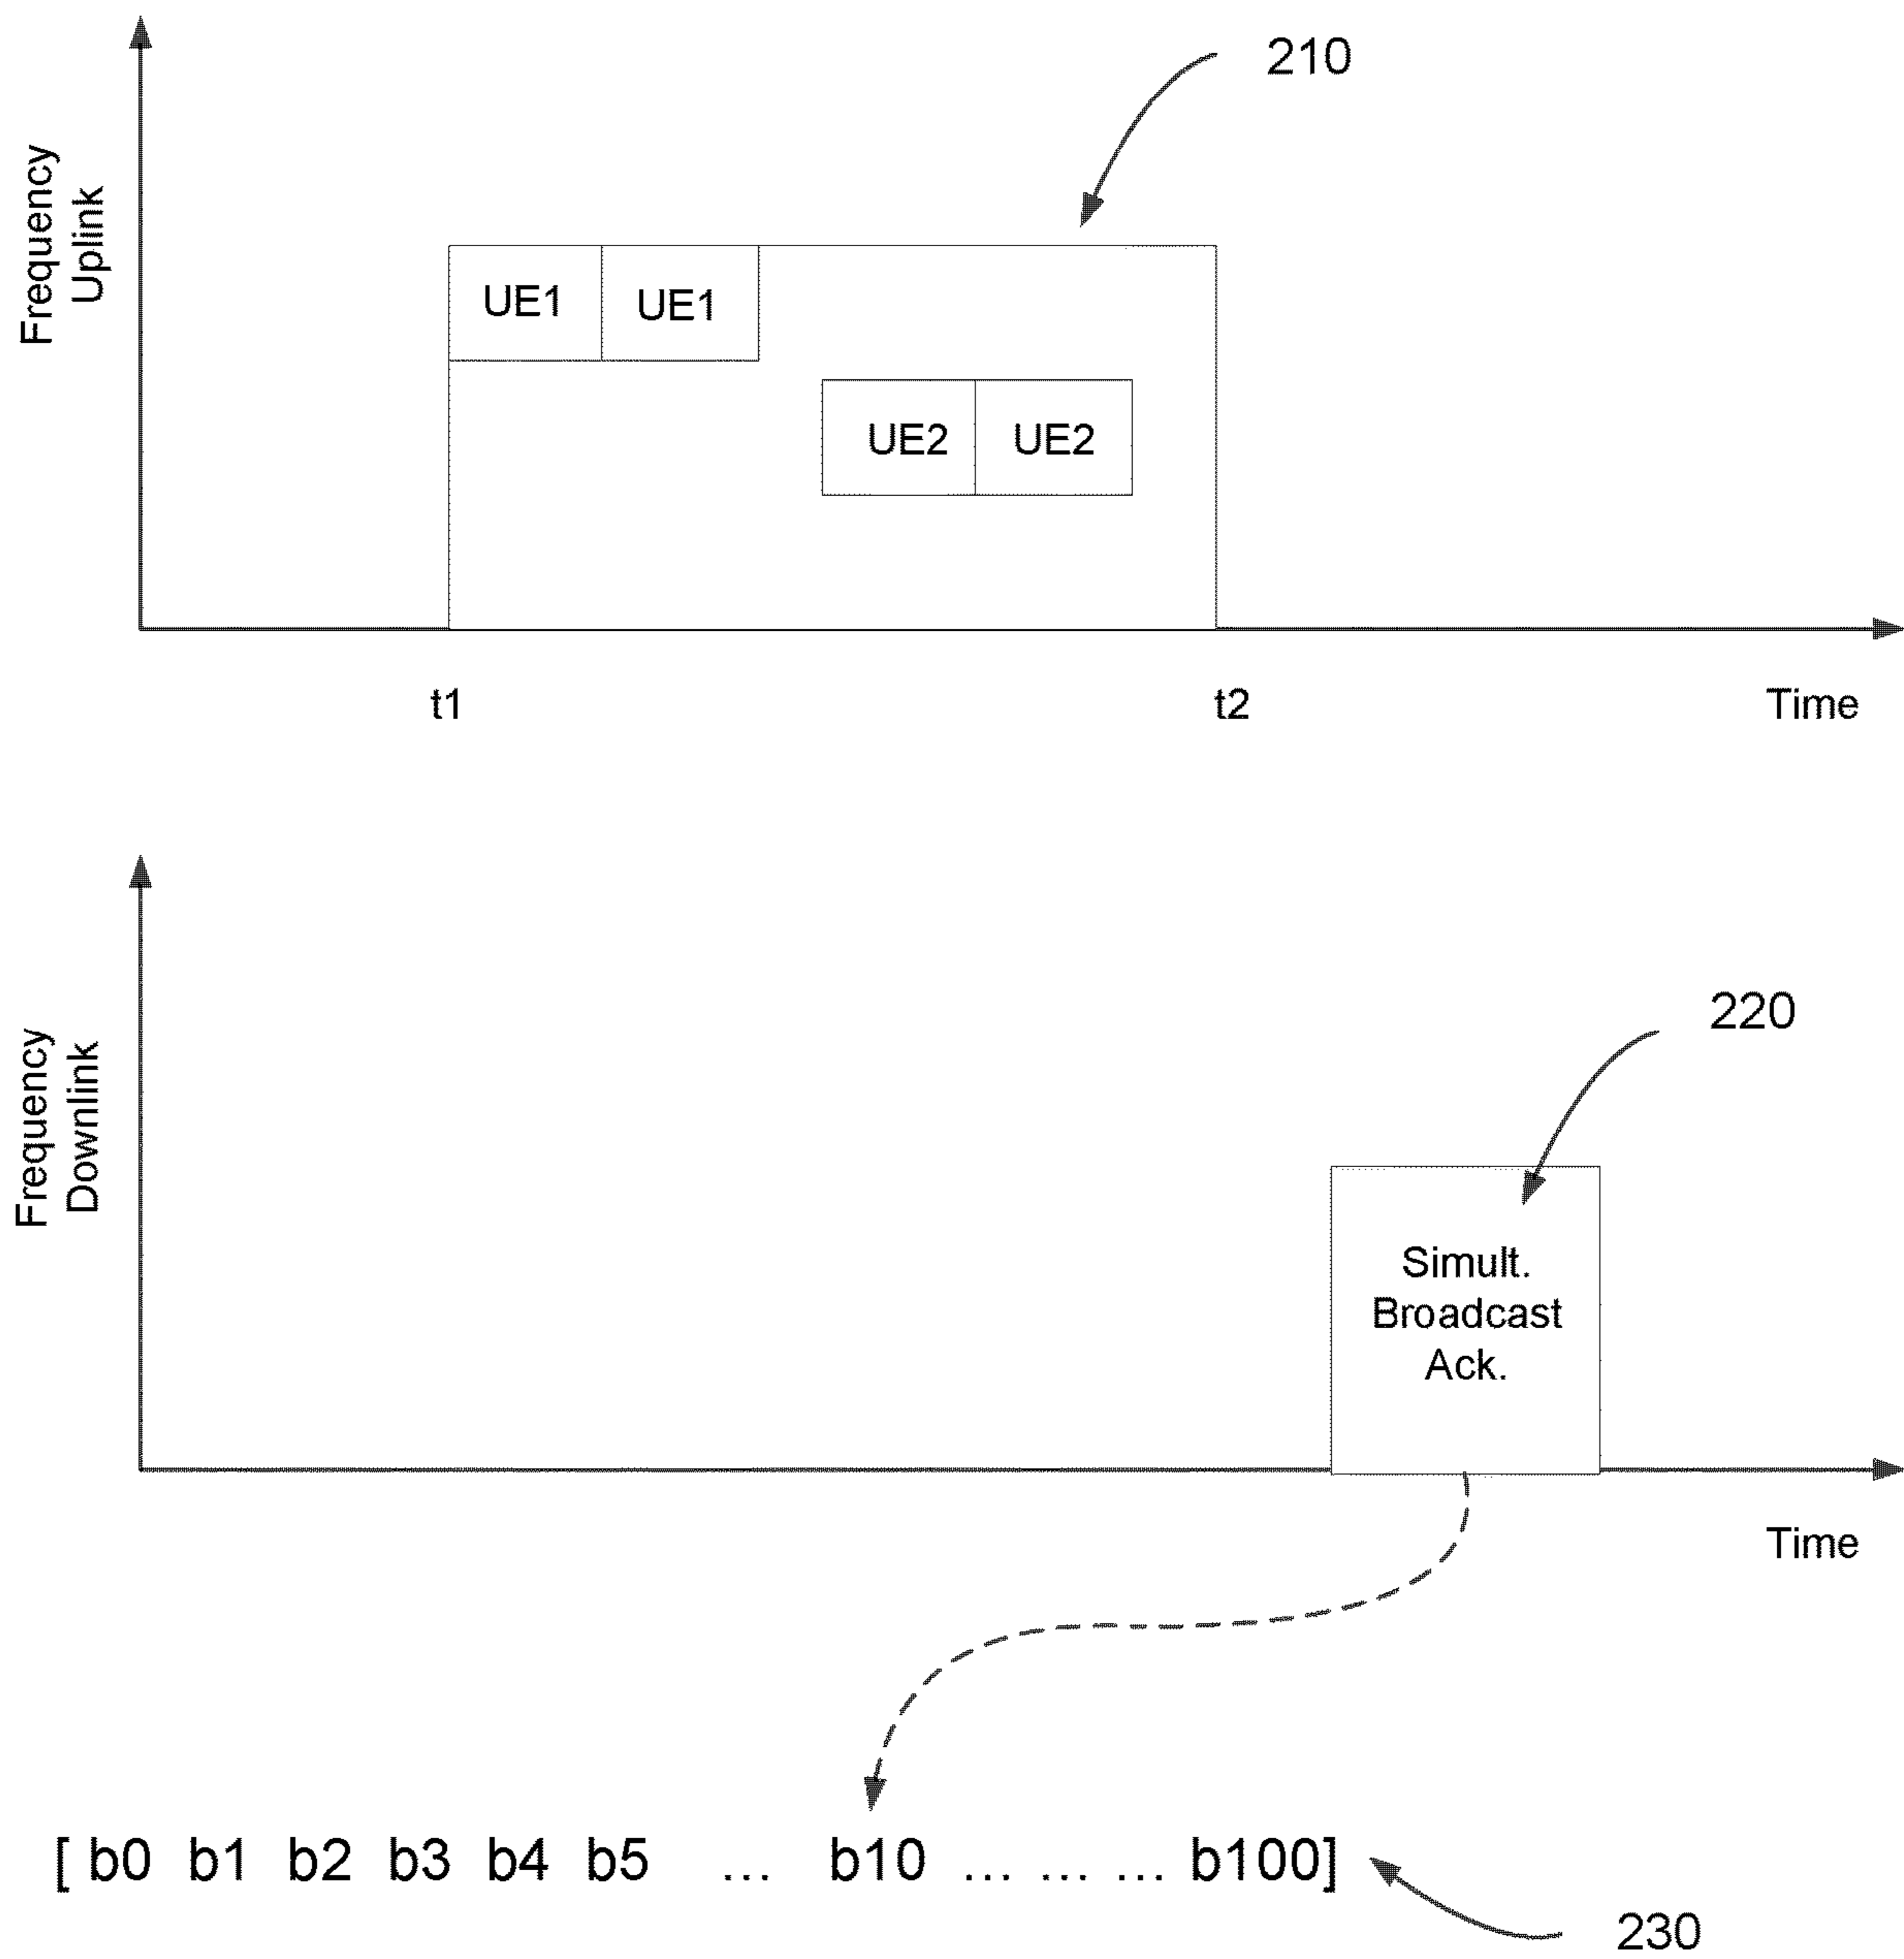 210
Frequency
Uplink
UE1 UE1
UE2 UE2
t1 t2 Time
220
Frequency
Downlink
Simult.
Broadcast
Ack.
Time
[ b0 b1 b2 b3 b4 b5 ... b10 ... ... ... b100]
230